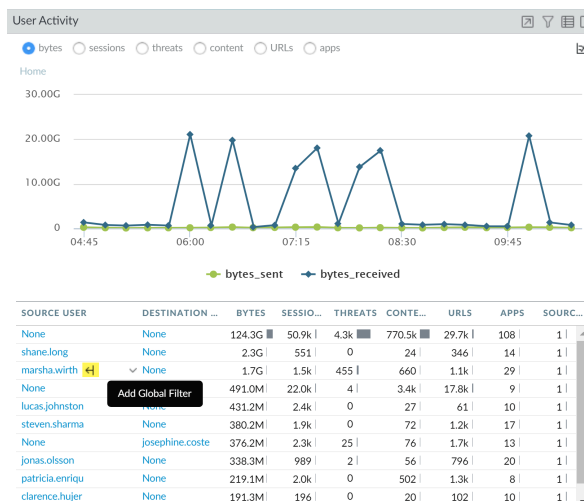 User Activity
bytes sessions threats content URLs apps
Home
30.00G
20.00G
10.00G
0
04:45 06:00 07:15 08:30 09:45
bytes_sent bytes_received
SOURCE USER DESTINATION ... BYTES SESSIO... THREATS CONTE... URLS APPS SOURC...
None None 124.3G 50.9k 4.3k 770.5k 29.7k 108 1
shane.long None 2.3G 551 0 24 346 14 1
marsha.wirth None 1.7G 1.5k 455 660 1.1k 29 1
None 491.0M 22.0k 4 3.4k 17.8k 9 1
Add Global Filter
lucas.johnston None 431.2M 2.4k 0 27 61 10 1
steven.sharma None 380.2M 1.9k 0 72 1.2k 17 1
None josephine.coste 376.2M 2.3k 25 76 1.7k 13 1
jonas.olsson None 338.3M 989 2 56 796 20 1
patricia.enriqu None 219.1M 2.0k 0 502 1.3k 8 1
clarence.hujer None 191.3M 196 0 20 102 10 1